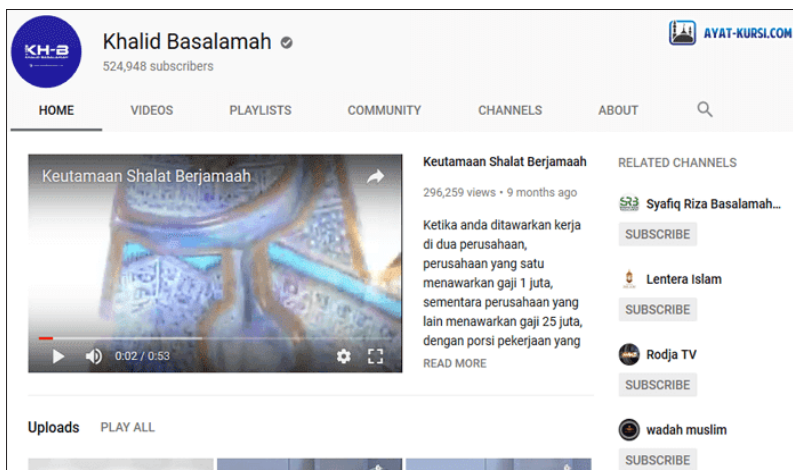 KH-B
KHALID BASALAMAH
Khalid Basalamah
524,948 subscribers
AYAT-KURSI.COM
HOME VIDEOS PLAYLISTS COMMUNITY CHANNELS ABOUT
Keutamaan Shalat Berjamaah
0:02 / 0:53
Keutamaan Shalat Berjamaah
296,259 views • 9 months ago
Ketika anda ditawarkan kerja
di dua perusahaan,
perusahaan yang satu
menawarkan gaji 1 juta,
sementara perusahaan yang
lain menawarkan gaji 25 juta,
dengan porsi pekerjaan yang
READ MORE
RELATED CHANNELS
SRB
Syafiq Riza Basalamah...
SUBSCRIBE
Lentera Islam
SUBSCRIBE
Rodja TV
SUBSCRIBE
wadah muslim
SUBSCRIBE
Uploads PLAY ALL